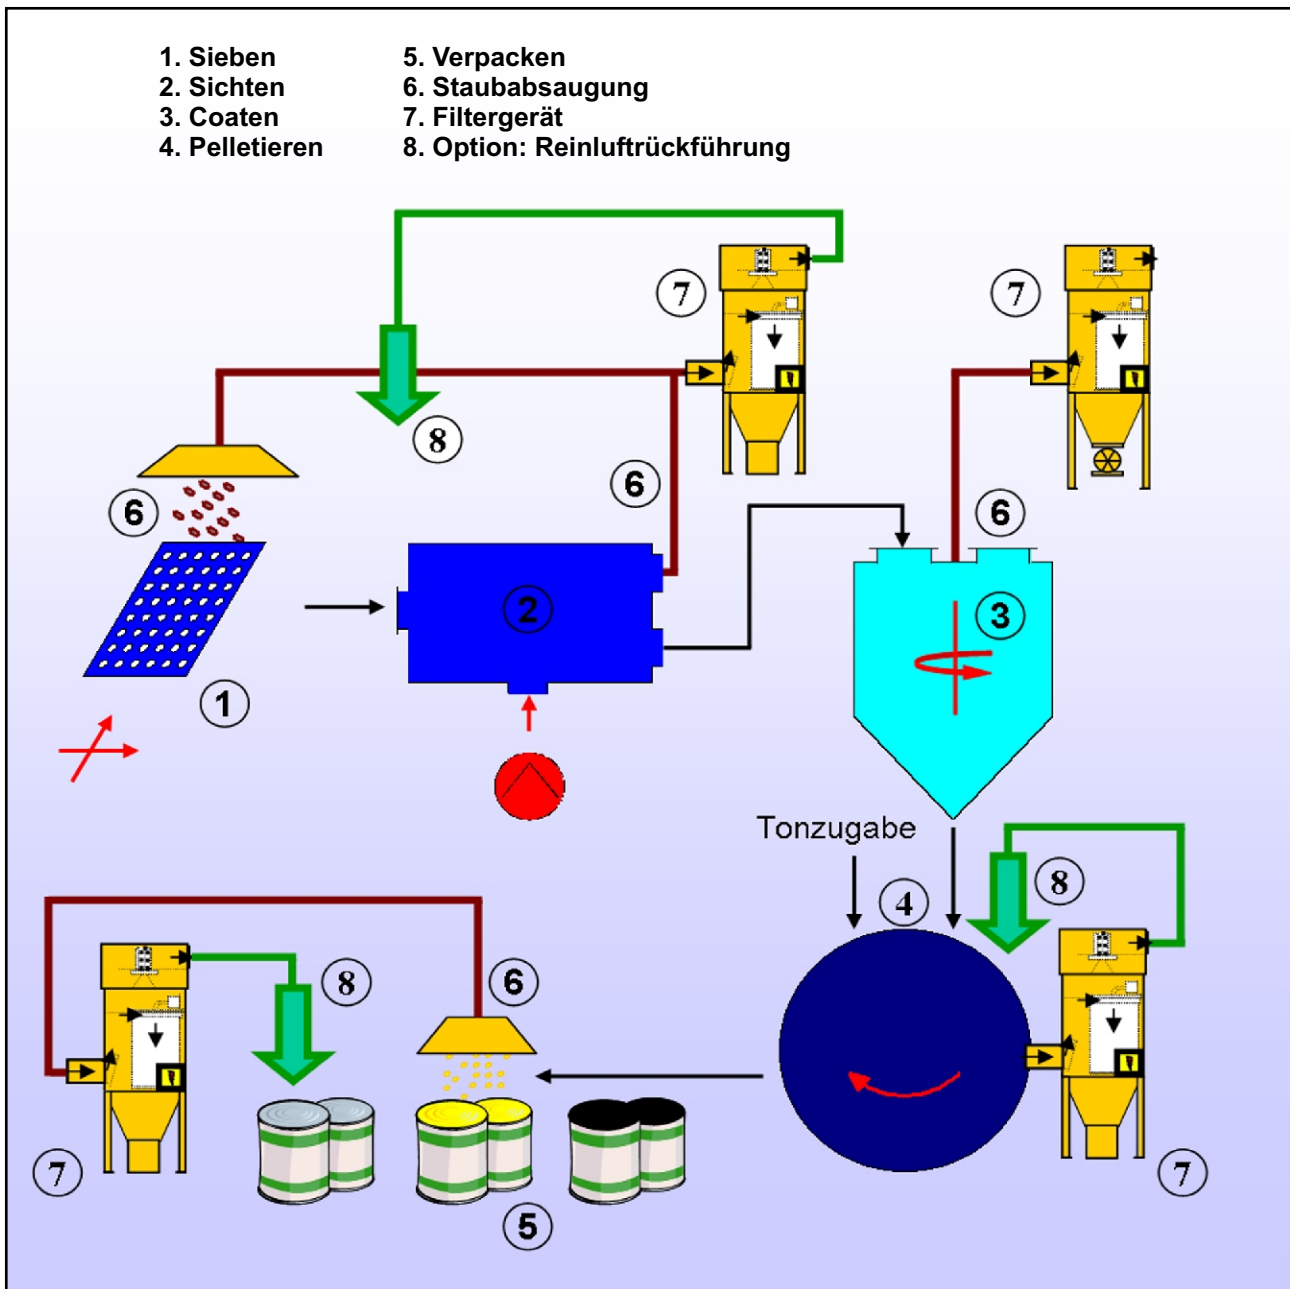 1. Sieben
2. Sichten
3. Coaten
4. Pelletieren
5. Verpacken
6. Staubabsaugung
7. Filtergerät
8. Option: Reinluftrückführung
7
7
8
6
6
6
2
3
1
Tonzugabe
8
4
8
6
7
7
5